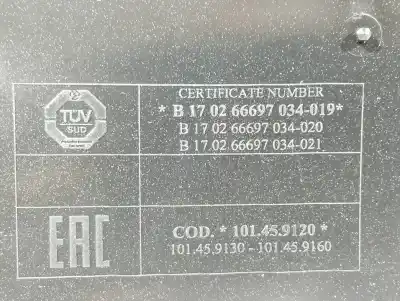 CERTIFICATE NUMBER
* B 17 02 66697 034-019*
B 17 02 66697 034-020
B 17 02 66697 034-021
TÜV
SUD
EAC
COD. * 101.45.9120 *
101.45.9130 - 101.45.9160